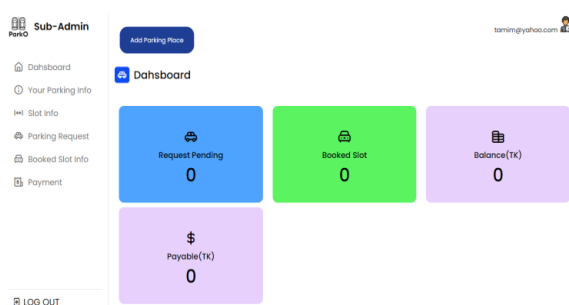 ParkO
Sub-Admin
Dahsboard
Your Parking Info
Slot Info
Parking Request
Booked Slot Info
Payment
LOG OUT
Add Parking Place
tamim@yahoo.com
Dahsboard
Request Pending
0
Booked Slot
0
Balance(TK)
0
$
Payable(TK)
0